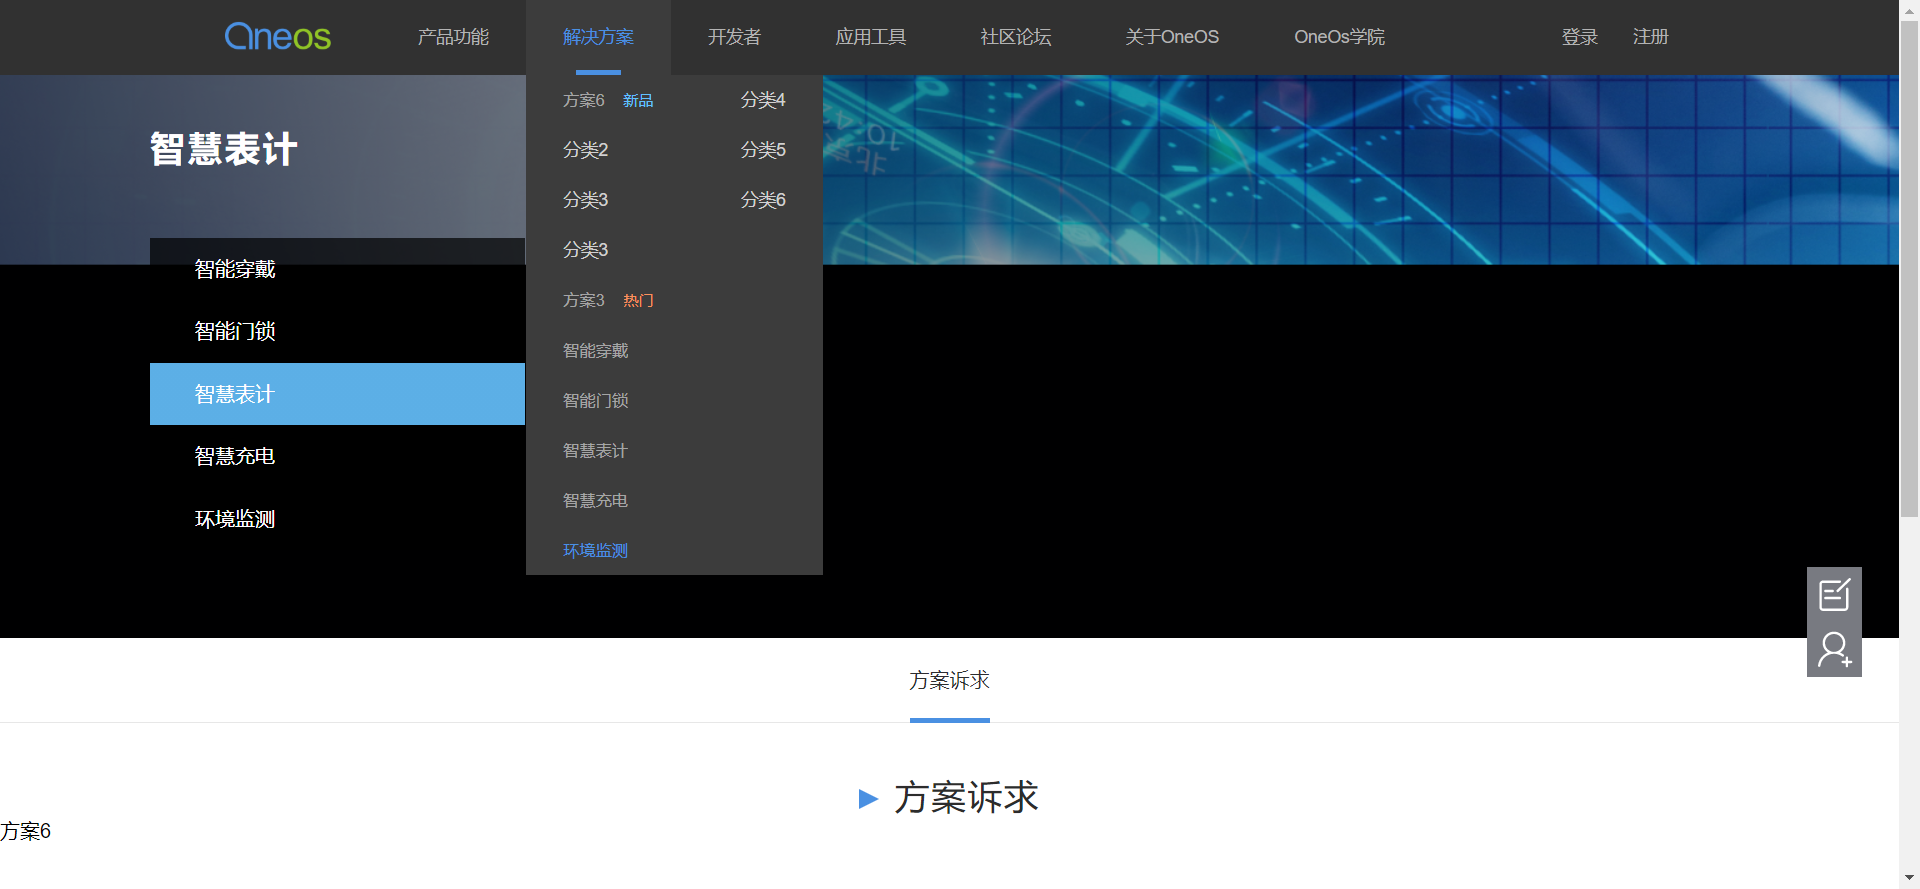 Oneos 产品功能 解决方案 开发者 应用工具 社区论坛 关于OneOS OneOs学院 登录 注册
方案6 新品 分类4
分类2 分类5
分类3 分类6
分类3
方案3 热门
智能穿戴
智能门锁
智慧表计
智慧充电
环境监测
智慧表计
智能穿戴
智能门锁
智慧表计
智慧充电
环境监测
方案诉求
方案诉求
方案6